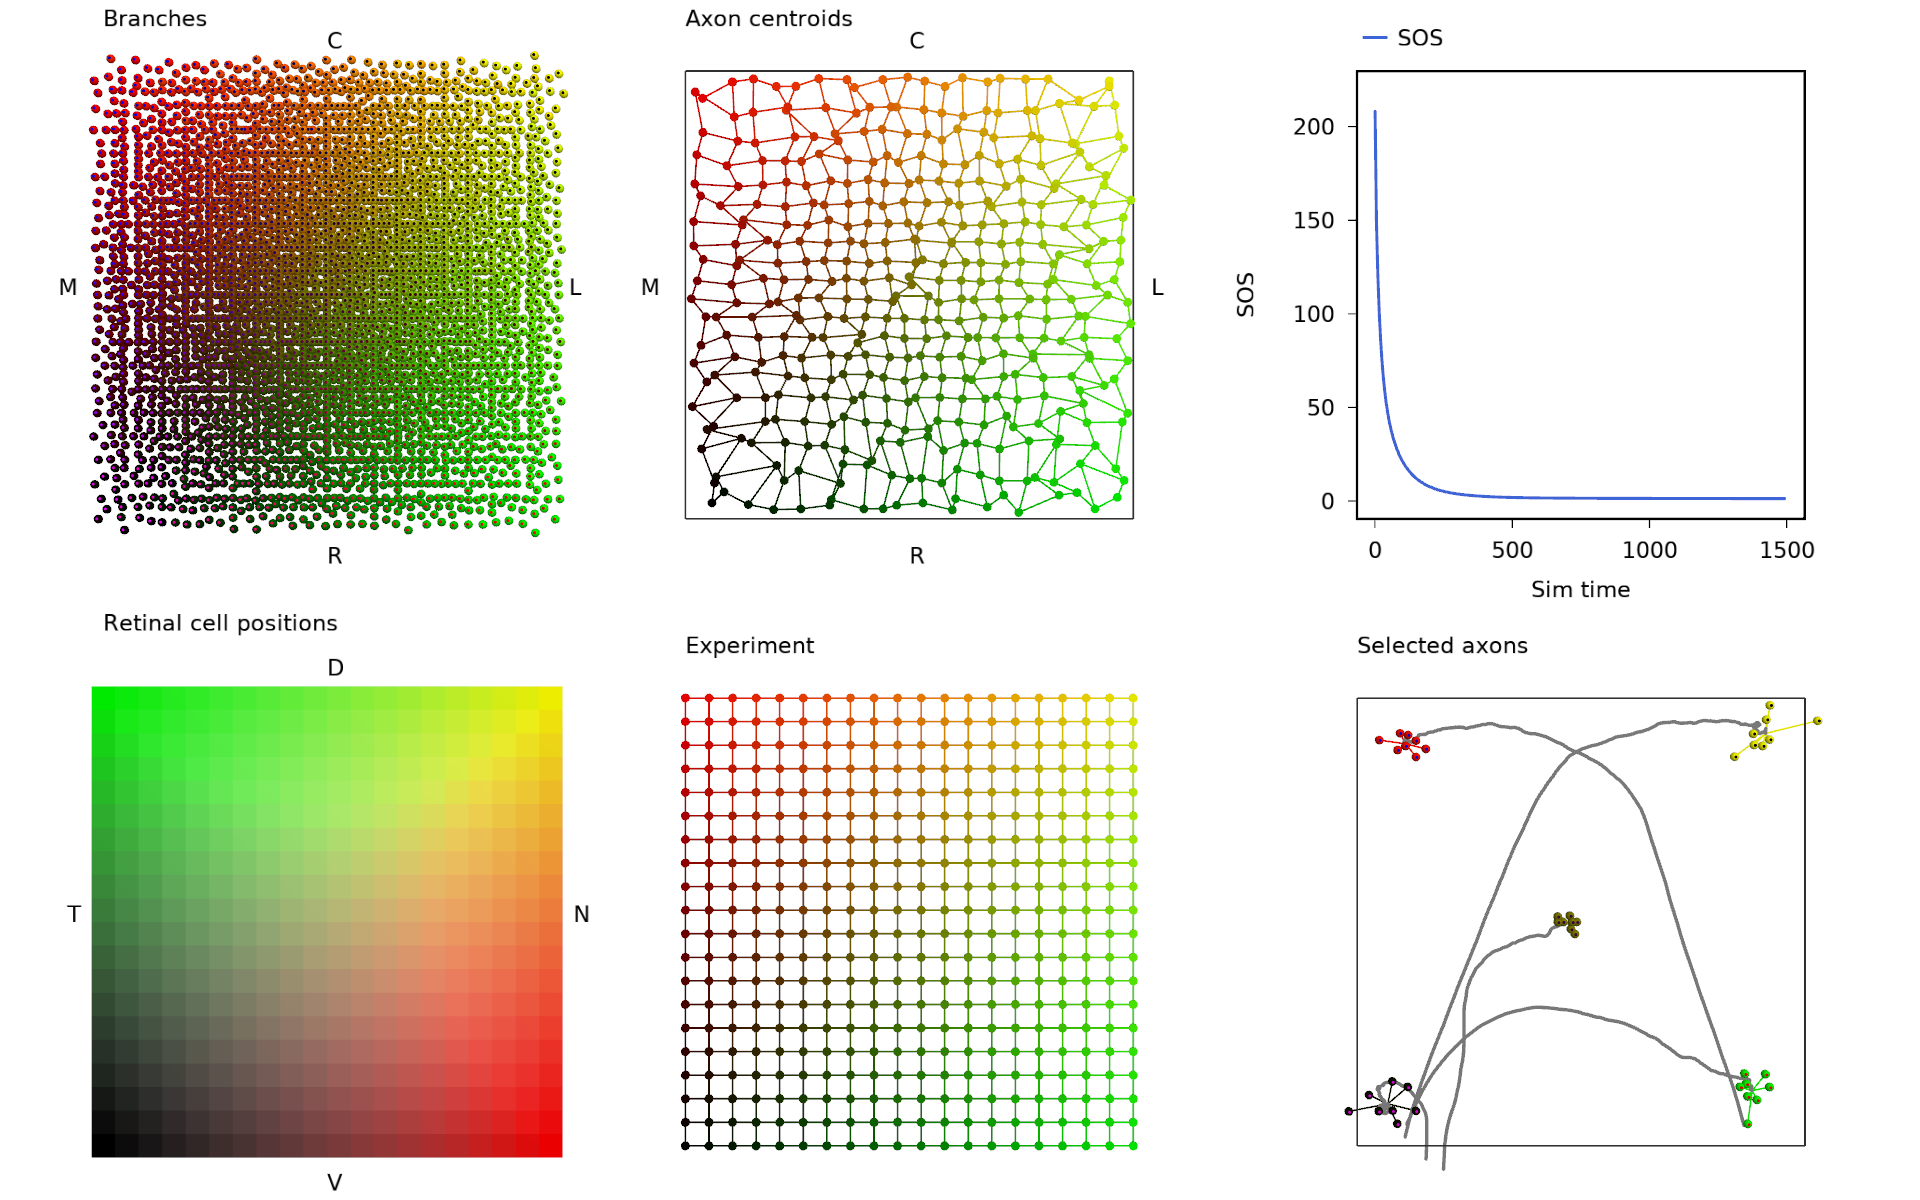 Branches
C
M
L
R
Axon centroids
C
M
L
R
SOS
SOS
200
150
100
50
0
0 500 1000 1500
Sim time
Retinal cell positions
D
T
N
V
Experiment
Selected axons